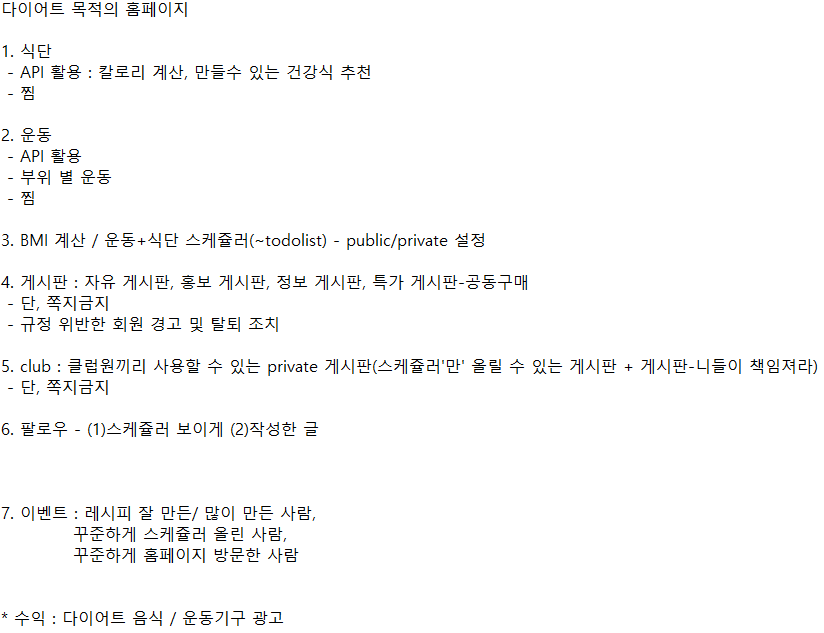 다이어트 목적의 홈페이지
1. 식단
- API 활용 : 칼로리 계산, 만들수 있는 건강식 추천
- 찜
2. 운동
- API 활용
- 부위 별 운동
- 찜
3. BMI 계산 / 운동+식단 스케쥴러(~todolist) - public/private 설정
4. 게시판 : 자유 게시판, 홍보 게시판, 정보 게시판, 특가 게시판-공동구매
- 단, 쪽지금지
- 규정 위반한 회원 경고 및 탈퇴 조치
5. club : 클럽원끼리 사용할 수 있는 private 게시판(스케쥴러'만' 올릴 수 있는 게시판 + 게시판-니들이 책임져라)
- 단, 쪽지금지
6. 팔로우 - (1)스케쥴러 보이게 (2)작성한 글
7. 이벤트 : 레시피 잘 만든/ 많이 만든 사람,
꾸준하게 스케쥴러 올린 사람,
꾸준하게 홈페이지 방문한 사람
* 수익 : 다이어트 음식 / 운동기구 광고